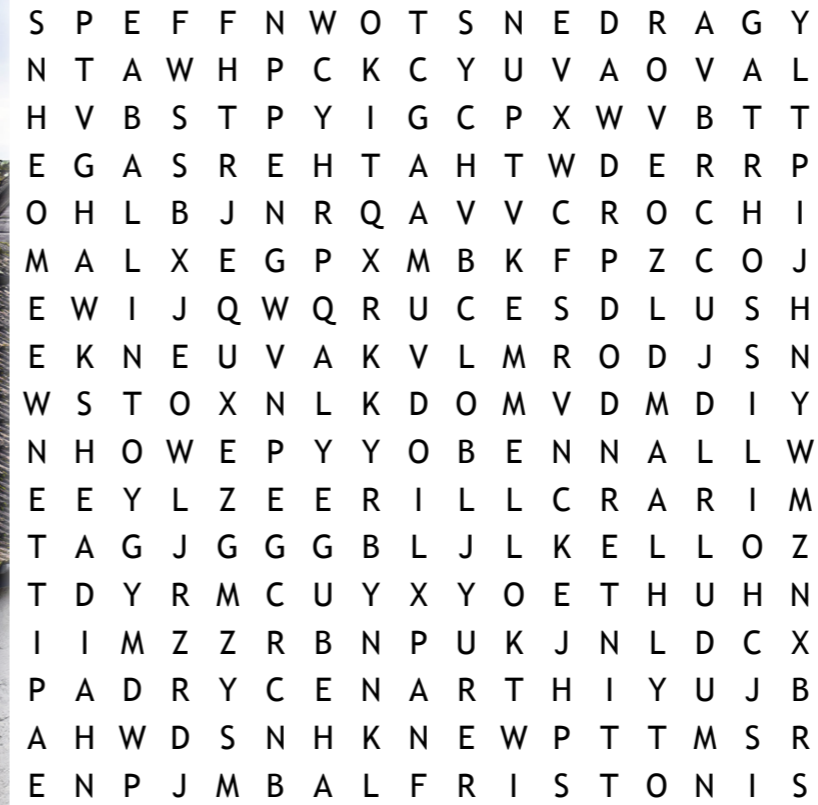 S P E F F N W O T S N E D R A G Y
N T A W H P C K C Y U V A O V A L
H V B S T P Y I G C P X W V B T T
E G A S R E H T A H T W D E R R P
O H L B J N R Q A V V C R O C H I
M A L X E G P X M B K F P Z C O J
E W I J Q W Q R U C E S D L U S H
E K N E U V A K V L M R O D J S N
W S T O X N L K D O M V D M D I Y
N H O W E P Y Y O B E N N A L L W
E E Y L Z E E R I L L C R A R I M
T A G J G G G B L J L K E L L O Z
T D Y R M C U Y X Y O E T H U H N
I I M Z Z R B N P U K J N L D C X
P A D R Y C E N A R T H I Y U J B
A H W D S N H K N E W P T T M S R
E N P J M B A L F R I S T O N I S